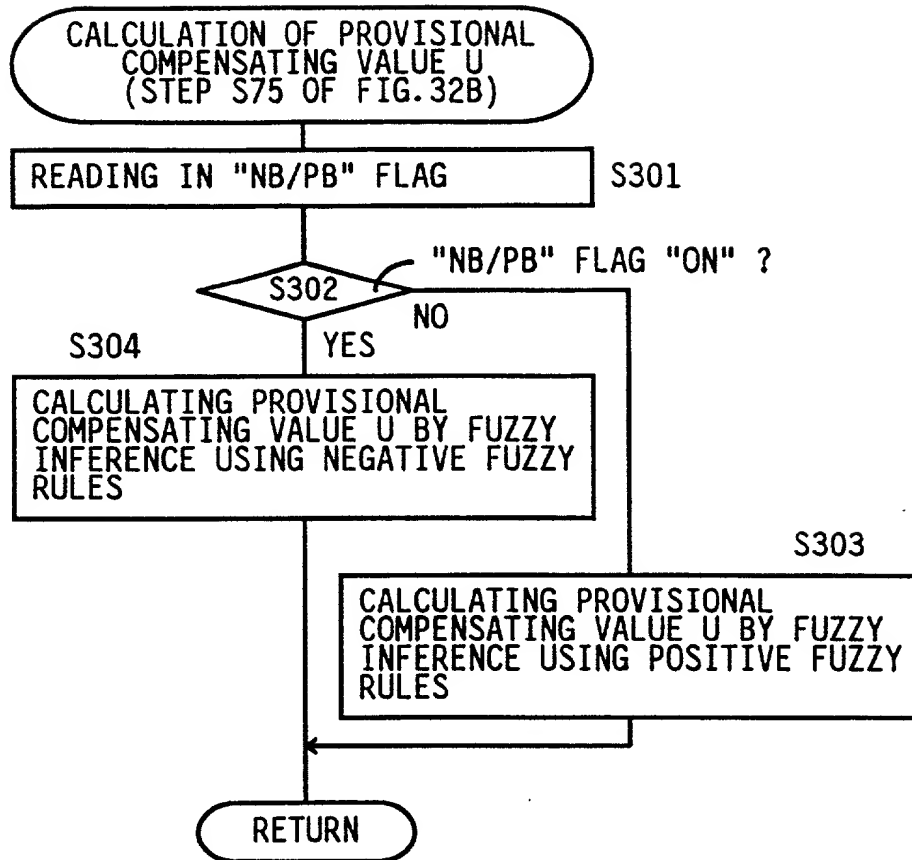 CALCULATION OF PROVISIONAL
COMPENSATING VALUE U
(STEP S75 OF FIG.32B)
READING IN "NB/PB" FLAG
S301
"NB/PB" FLAG "ON" ?
S302
NO
YES
S304
CALCULATING PROVISIONAL
COMPENSATING VALUE U BY FUZZY
INFERENCE USING NEGATIVE FUZZY
RULES
S303
CALCULATING PROVISIONAL
COMPENSATING VALUE U BY FUZZY
INFERENCE USING POSITIVE FUZZY
RULES
RETURN